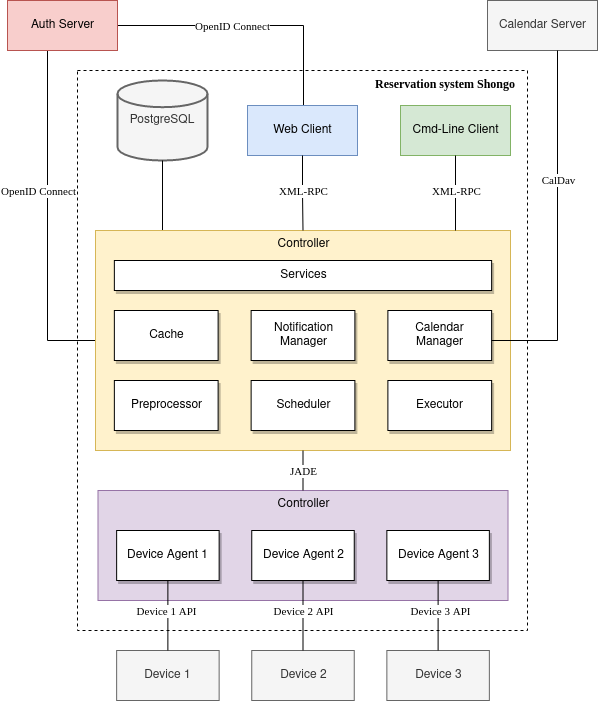 Auth Server
OpenID Connect
Calendar Server
Reservation system Shongo
PostgreSQL
Web Client
Cmd-Line Client
OpenID Connect
XML-RPC
XML-RPC
CalDav
Controller
Services
Cache
Notification
Manager
Calendar
Manager
Preprocessor
Scheduler
Executor
JADE
Controller
Device Agent 1
Device Agent 2
Device Agent 3
Device 1 API
Device 2 API
Device 3 API
Device 1
Device 2
Device 3